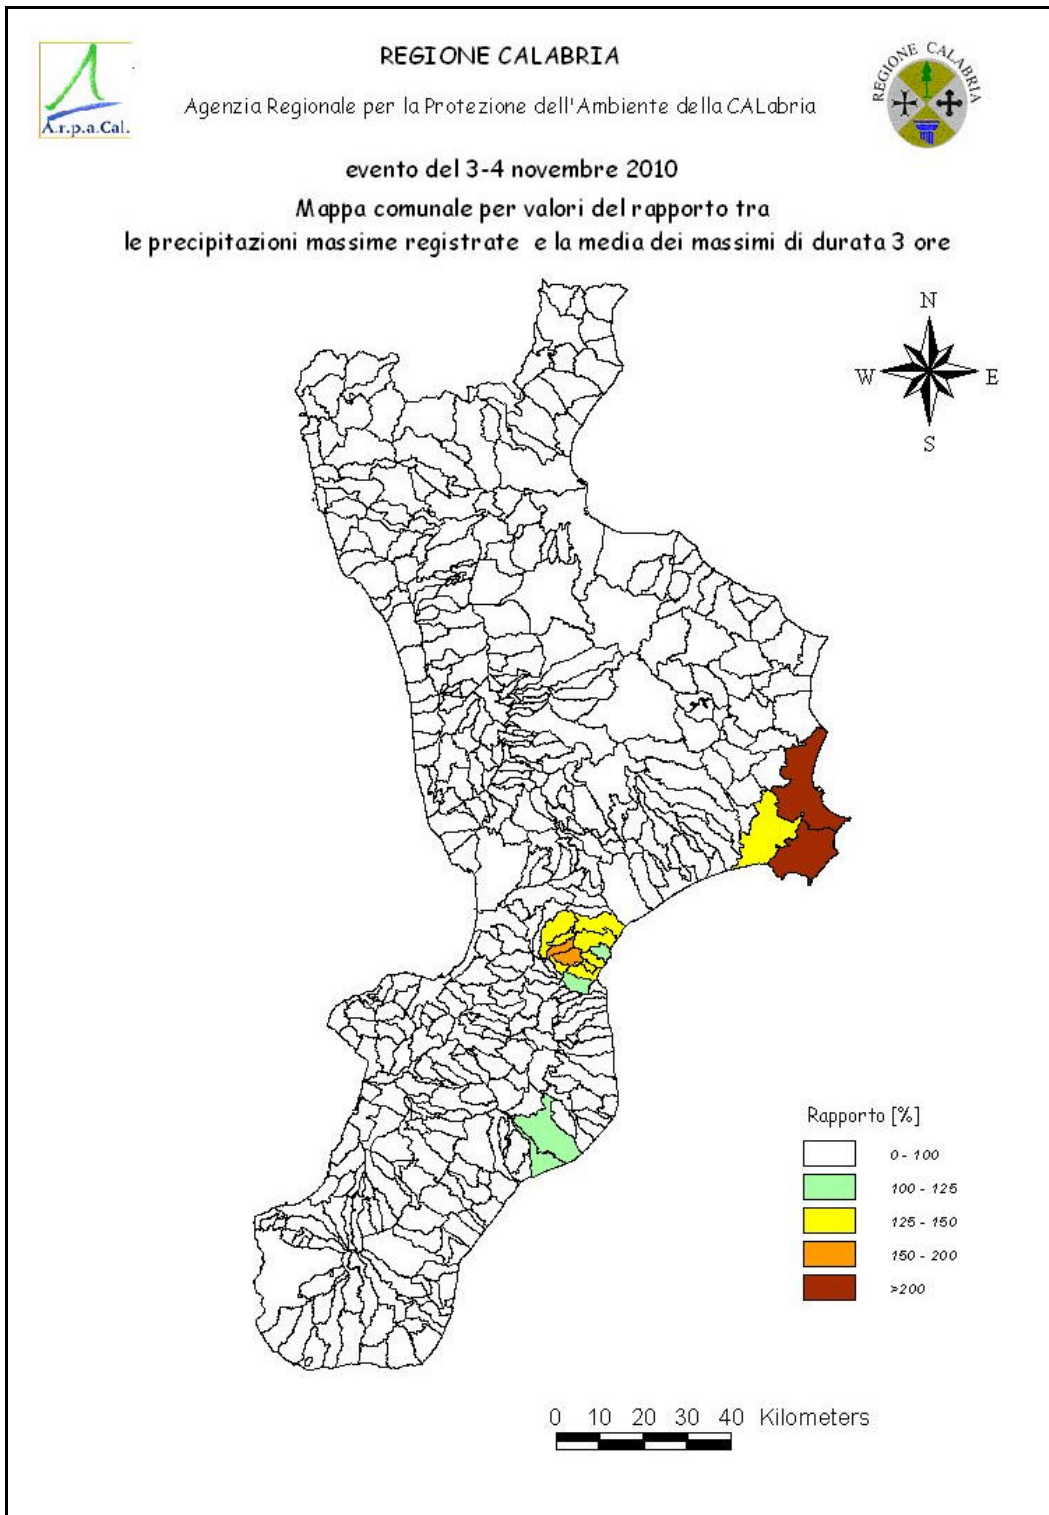 REGIONE CALABRIA
A.r.p.a.Cal.
REGIONE CALABRIA
Agenzia Regionale per la Protezione dell'Ambiente della CALabria
evento del 3-4 novembre 2010
Mappa comunale per valori del rapporto tra
le precipitazioni massime registrate e la media dei massimi di durata 3 ore
N
W
E
S
Rapporto [%]
0 - 100
100 - 125
125 - 150
150 - 200
>200
0 10 20 30 40 Kilometers